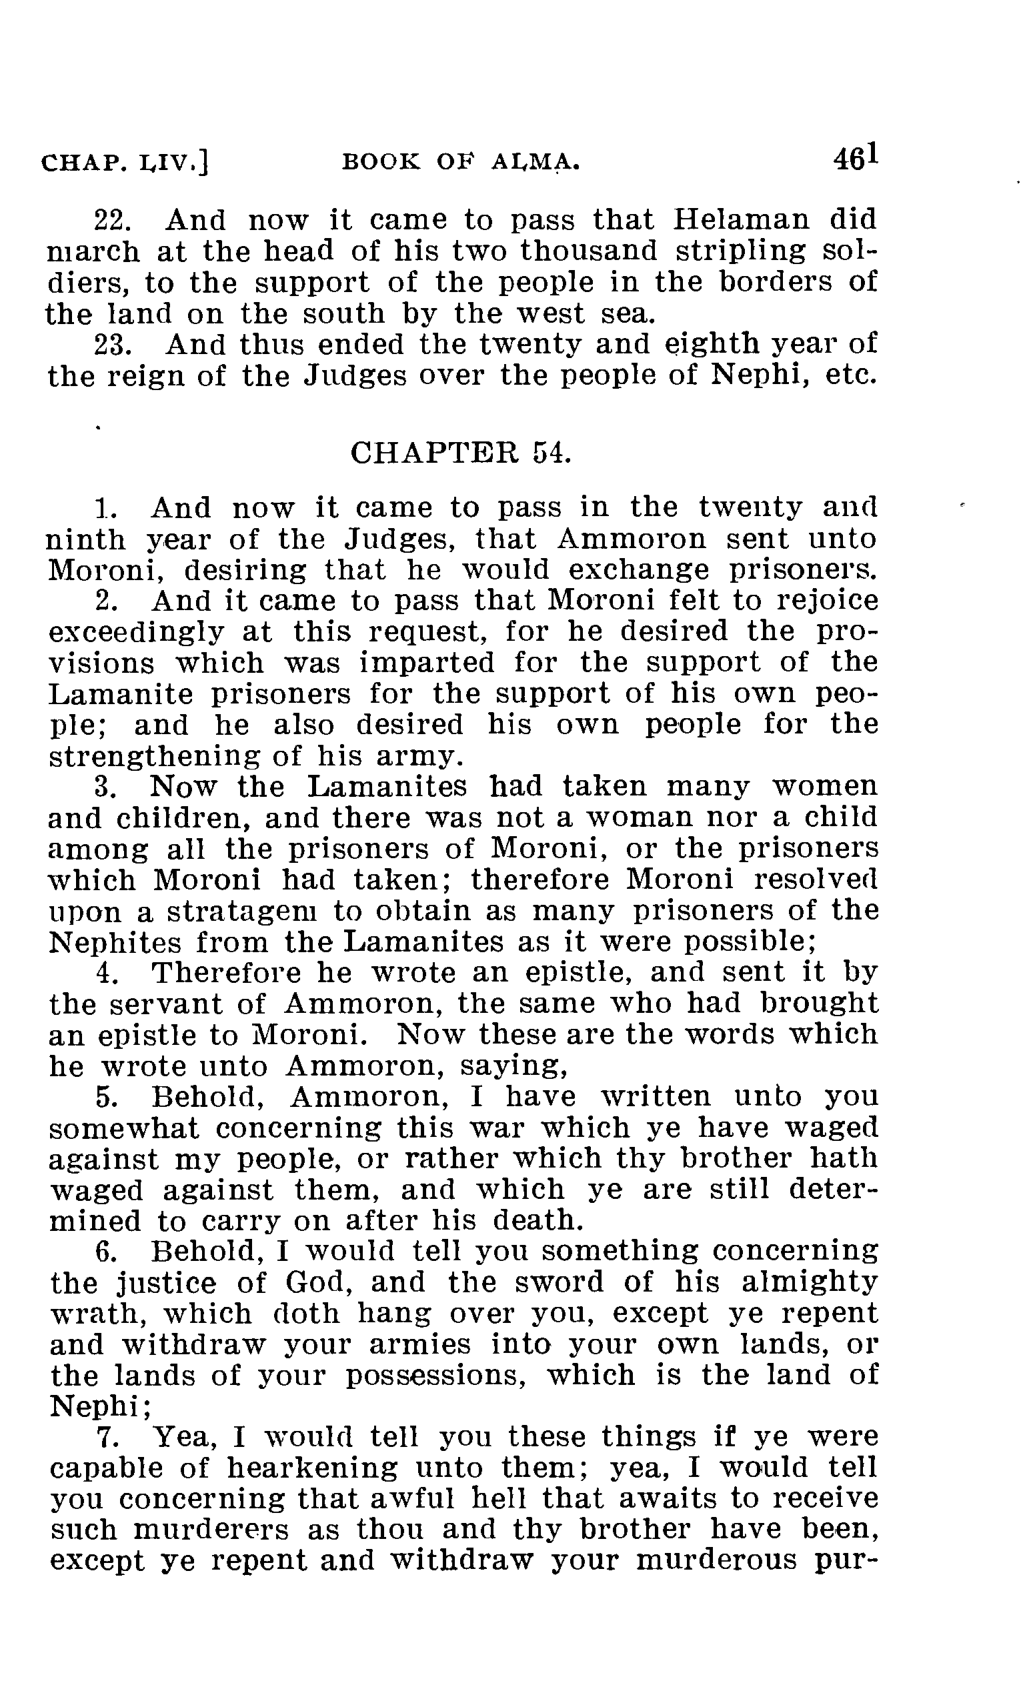 CHAP. LIV.] BOOK OF ALMA. 461
22. And now it came to pass that Helaman did
march at the head of his two thousand stripling sol-
diers, to the support of the people in the borders of
the land on the south by the west sea.
23. And thus ended the twenty and eighth year of
the reign of the Judges over the people of Nephi, etc.
CHAPTER 54.
1. And now it came to pass in the twenty and
ninth year of the Judges, that Ammoron sent unto
Moroni, desiring that he would exchange prisoners.
2. And it came to pass that Moroni felt to rejoice
exceedingly at this request, for he desired the pro-
visions which was imparted for the support of the
Lamanite prisoners for the support of his own peo-
ple; and he also desired his own people for the
strengthening of his army.
3. Now the Lamanites had taken many women
and children, and there was not a woman nor a child
among all the prisoners of Moroni, or the prisoners
which Moroni had taken; therefore Moroni resolved
upon a stratagem to obtain as many prisoners of the
Nephites from the Lamanites as it were possible;
4. Therefore he wrote an epistle, and sent it by
the servant of Ammoron, the same who had brought
an epistle to Moroni. Now these are the words which
he wrote unto Ammoron, saying,
5. Behold, Ammoron, I have written unto you
somewhat concerning this war which ye have waged
against my people, or rather which thy brother hath
waged against them, and which ye are still deter-
mined to carry on after his death.
6. Behold, I would tell you something concerning
the justice of God, and the sword of his almighty
wrath, which doth hang over you, except ye repent
and withdraw your armies into your own lands, or
the lands of your possessions, which is the land of
Nephi;
7. Yea, I would tell you these things if ye were
capable of hearkening unto them; yea, I would tell
you concerning that awful hell that awaits to receive
such murderers as thou and thy brother have been,
except ye repent and withdraw your murderous pur-